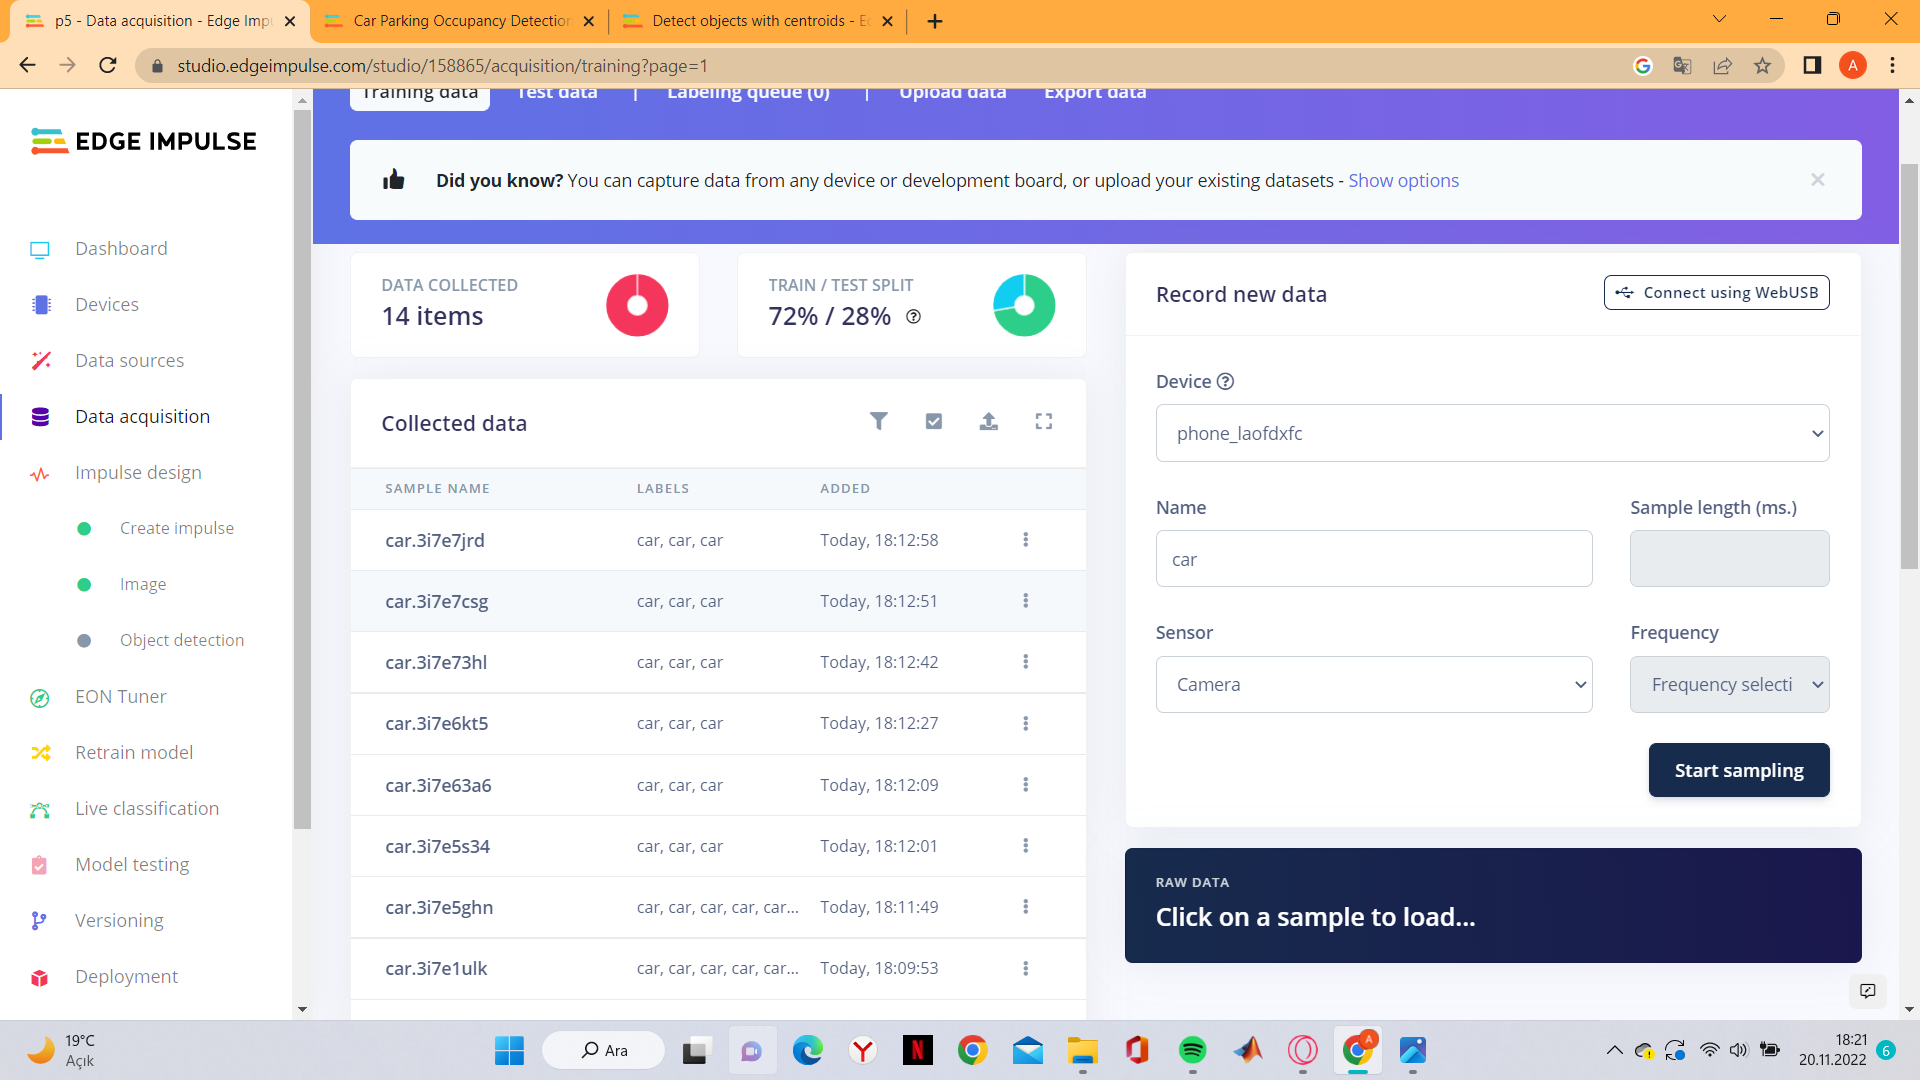 p5 - Data acquisition - Edge Imp
Car Parking Occupancy Detection
Detect objects with centroids - Ed
studio.edgeimpulse.com/studio/158865/acquisition/training?page=1
A
Training data
Test data
|
Labeling queue (0)
|
Upload data
Export data
EDGE IMPULSE
Did you know? You can capture data from any device or development board, or upload your existing datasets - Show options
Dashboard
Devices
Data sources
Data acquisition
Impulse design
Create impulse
Image
Object detection
EON Tuner
Retrain model
Live classification
Model testing
Versioning
Deployment
DATA COLLECTED
14 items
TRAIN / TEST SPLIT
72% / 28%
Collected data
SAMPLE NAME LABELS ADDED
car.3i7e7jrd car, car, car Today, 18:12:58
car.3i7e7csg car, car, car Today, 18:12:51
car.3i7e73hl car, car, car Today, 18:12:42
car.3i7e6kt5 car, car, car Today, 18:12:27
car.3i7e63a6 car, car, car Today, 18:12:09
car.3i7e5s34 car, car, car Today, 18:12:01
car.3i7e5ghn car, car, car, car, car... Today, 18:11:49
car.3i7e1ulk car, car, car, car, car... Today, 18:09:53
Record new data
Connect using WebUSB
Device
phone_laofdxfc
Name
Sample length (ms.)
car
Sensor
Frequency
Camera
Frequency selecti
Start sampling
RAW DATA
Click on a sample to load...
19°C
Açık
Ara
A
18:21
20.11.2022
6